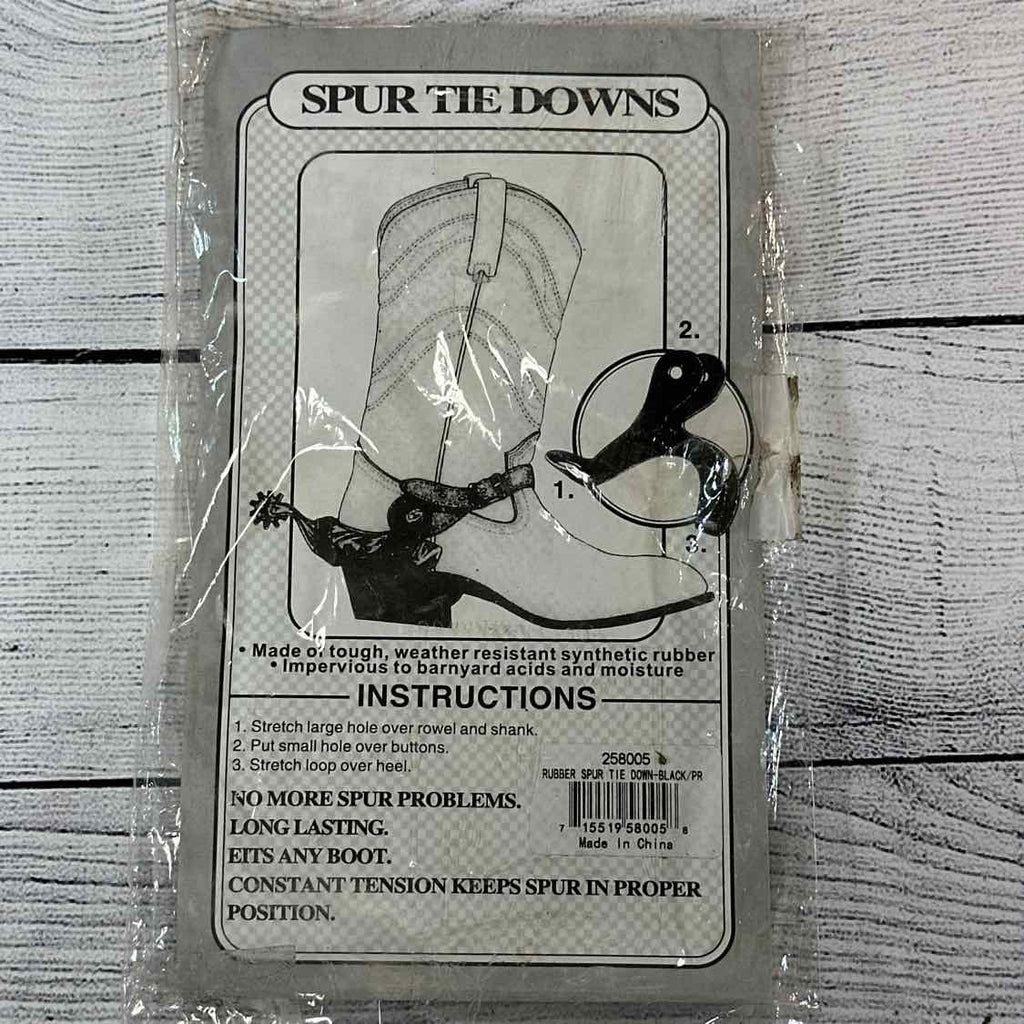 SPUR TIE DOWNS
2.
1.
3.
• Made of tough, weather resistant synthetic rubber
• Impervious to barnyard acids and moisture
INSTRUCTIONS
1. Stretch large hole over rowel and shank.
2. Put small hole over buttons.
3. Stretch loop over heel.
258005
RUBBER SPUR TIE DOWN-BLACK/PR
7 15519 58005 8
Made In China
NO MORE SPUR PROBLEMS.
LONG LASTING.
EITS ANY BOOT.
CONSTANT TENSION KEEPS SPUR IN PROPER
POSITION.